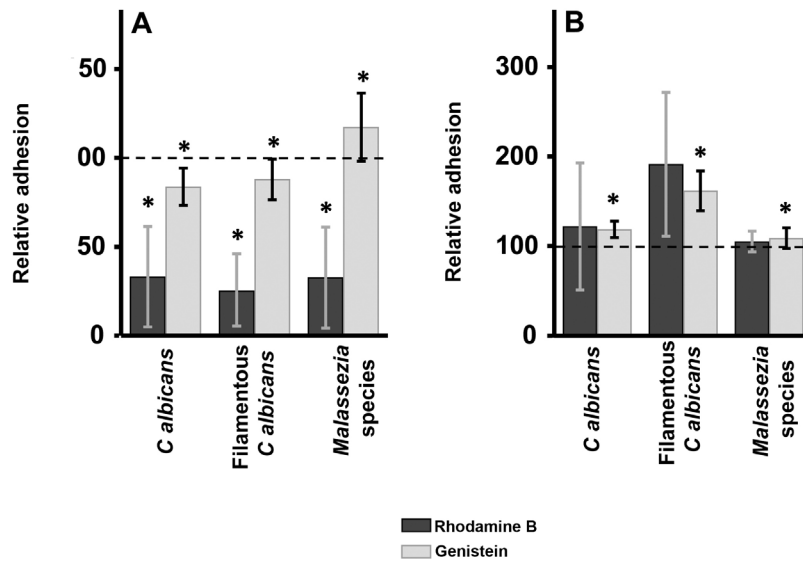 A
50
00
50
0
Relative adhesion
*
*
*
*
*
*
C albicans
Filamentous
C albicans
Malassezia
species
B
300
200
100
0
Relative adhesion
*
*
*
C albicans
Filamentous
C albicans
Malassezia
species
Rhodamine B
Genistein